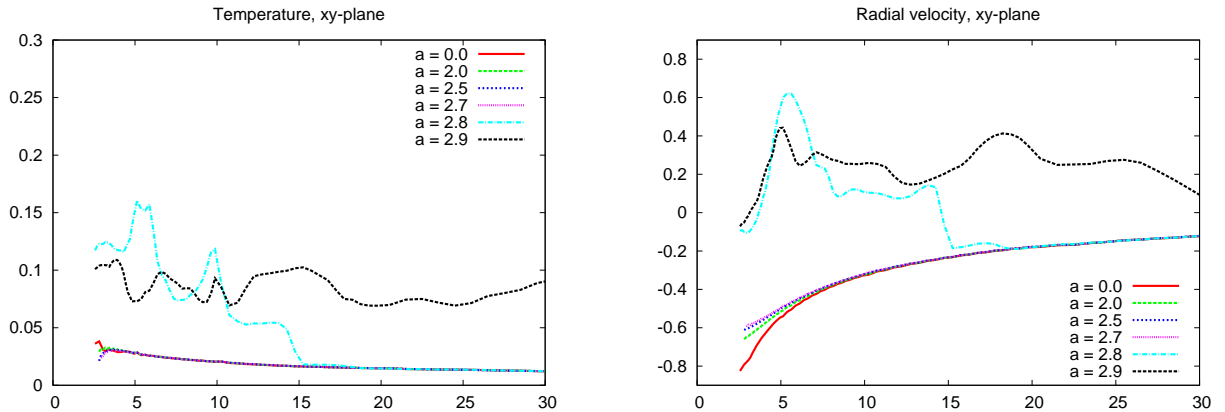 Temperature, xy-plane
0.3
0.25
0.2
0.15
0.1
0.05
0
0 5 10 15 20 25 30
a = 0.0
a = 2.0
a = 2.5
a = 2.7
a = 2.8
a = 2.9
Radial velocity, xy-plane
0.8
0.6
0.4
0.2
0
-0.2
-0.4
-0.6
-0.8
0 5 10 15 20 25 30
a = 0.0
a = 2.0
a = 2.5
a = 2.7
a = 2.8
a = 2.9